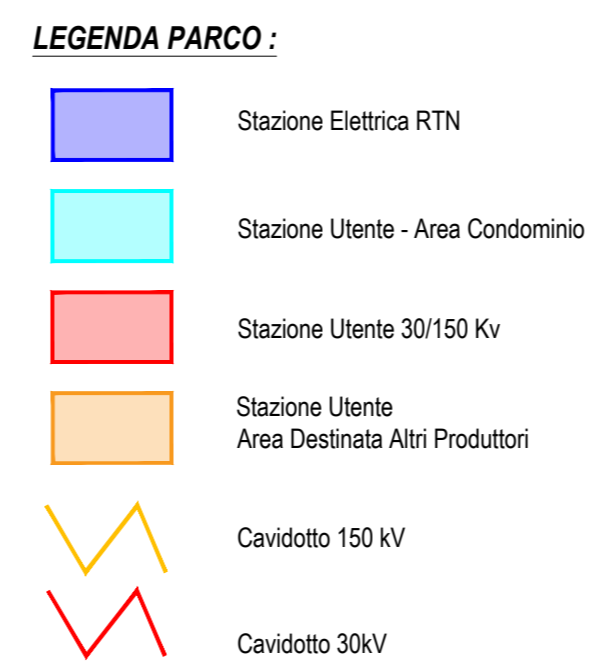 LEGENDA PARCO :
Stazione Elettrica RTN
Stazione Utente - Area Condominio
Stazione Utente 30/150 Kv
Stazione Utente
Area Destinata Altri Produttori
Cavidotto 150 kV
Cavidotto 30kV